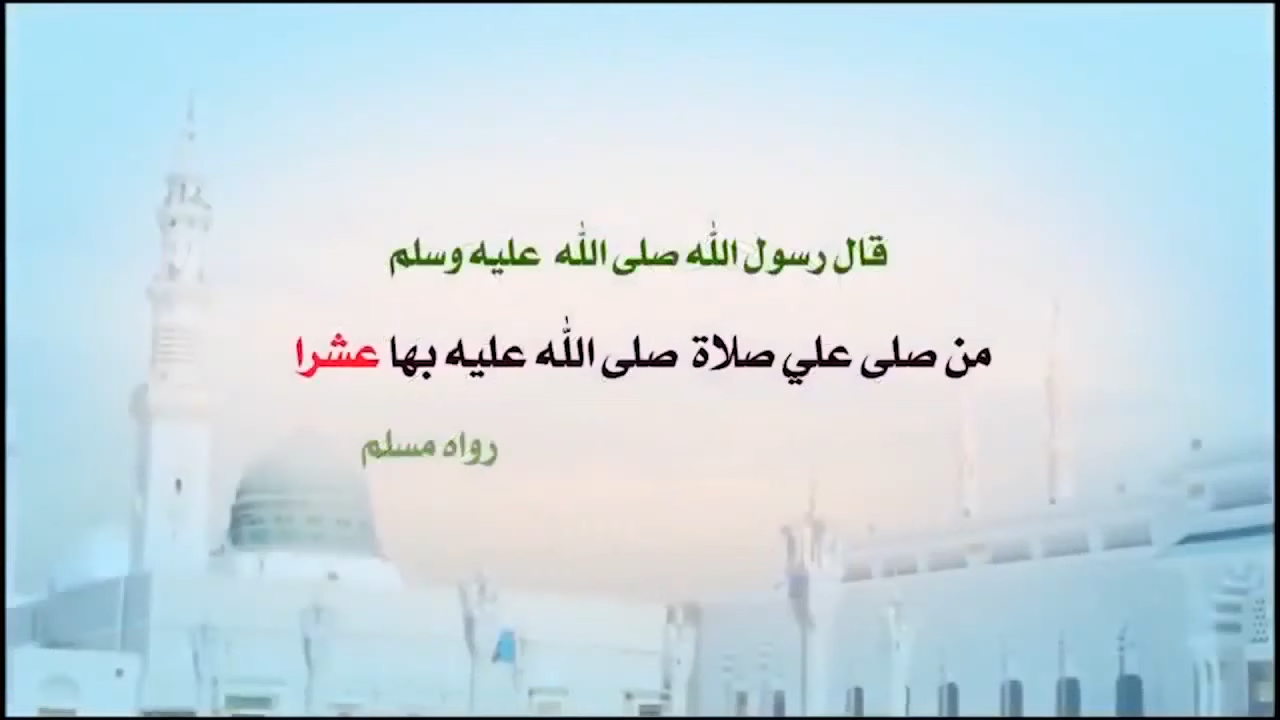 قال رسول الله صلى الله عليه وسلم
من صلى علي صلاة صلى الله عليه بها عشرا
رواه مسلم